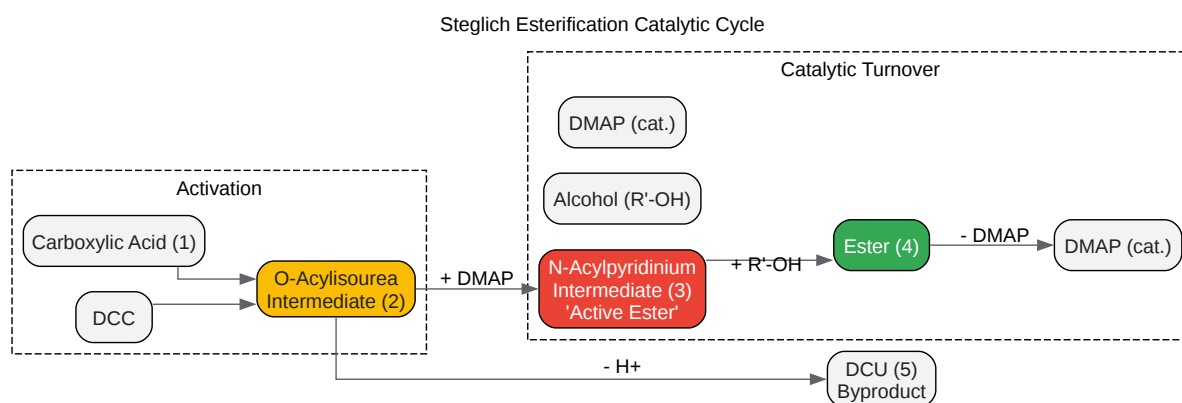 Steglich Esterification Catalytic Cycle
Catalytic Turnover
DMAP (cat.)
Activation
Alcohol (R'-OH)
Carboxylic Acid (1)
DCC
O-Acylisourea
Intermediate (2)
+ DMAP
N-Acylpyridinium
Intermediate (3)
'Active Ester'
+ R'-OH
Ester (4)
- DMAP
DMAP (cat.)
- H+
DCU (5)
Byproduct